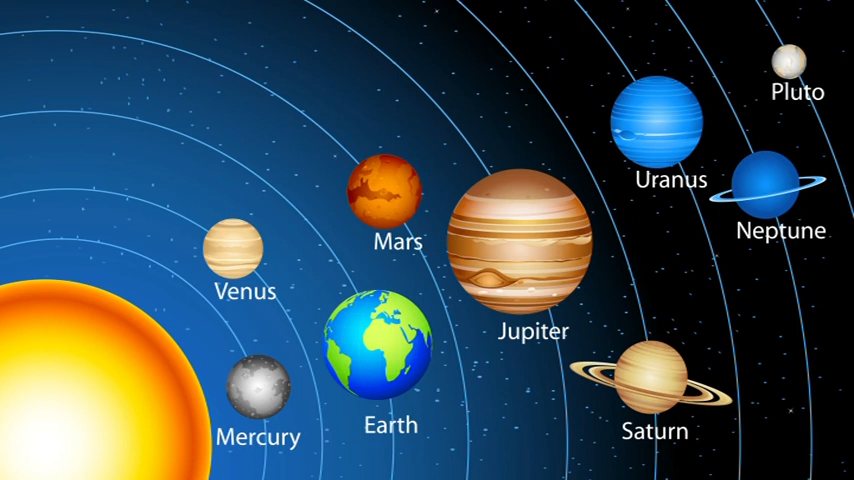 Pluto
Uranus
Neptune
Mars
Venus
Jupiter
Earth
Saturn
Mercury